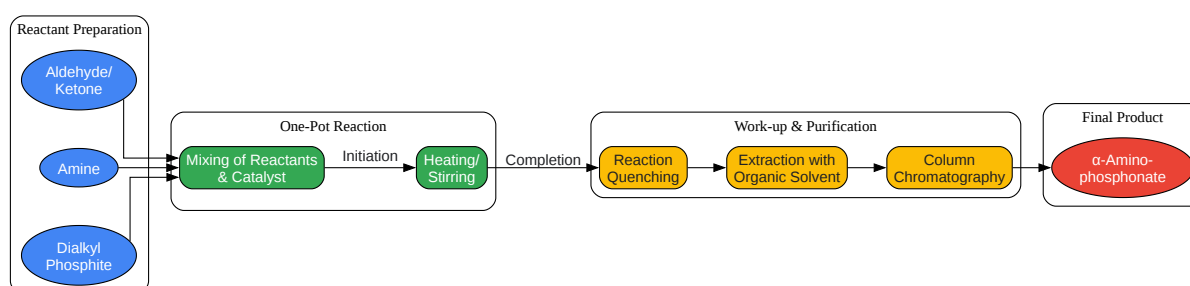 Reactant Preparation
Aldehyde/
Ketone
Amine
Dialkyl
Phosphite
One-Pot Reaction
Mixing of Reactants
& Catalyst
Initiation
Heating/
Stirring
Completion
Work-up & Purification
Reaction
Quenching
Extraction with
Organic Solvent
Column
Chromatography
Final Product
α-Amino-
phosphonate